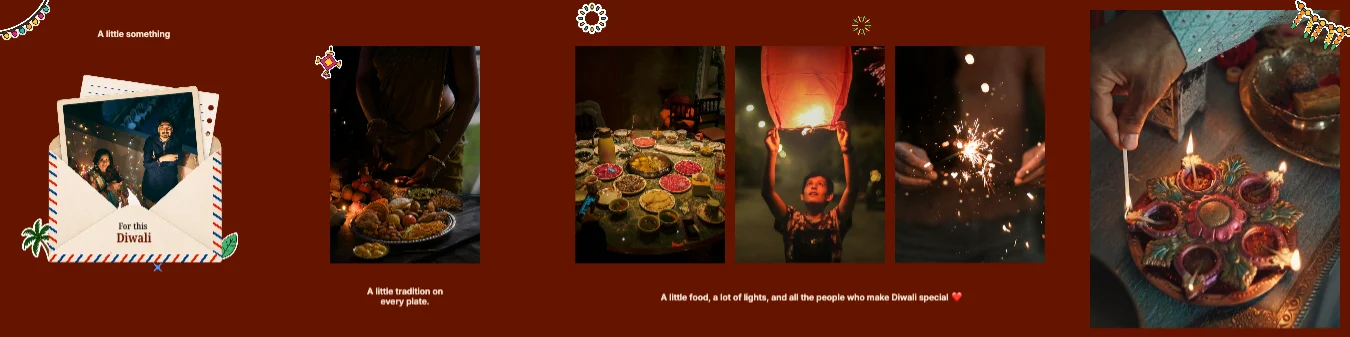 A little something
For this
Diwali
A little tradition on
every plate.
A little food, a lot of lights, and all the people who make Diwali special ❤️